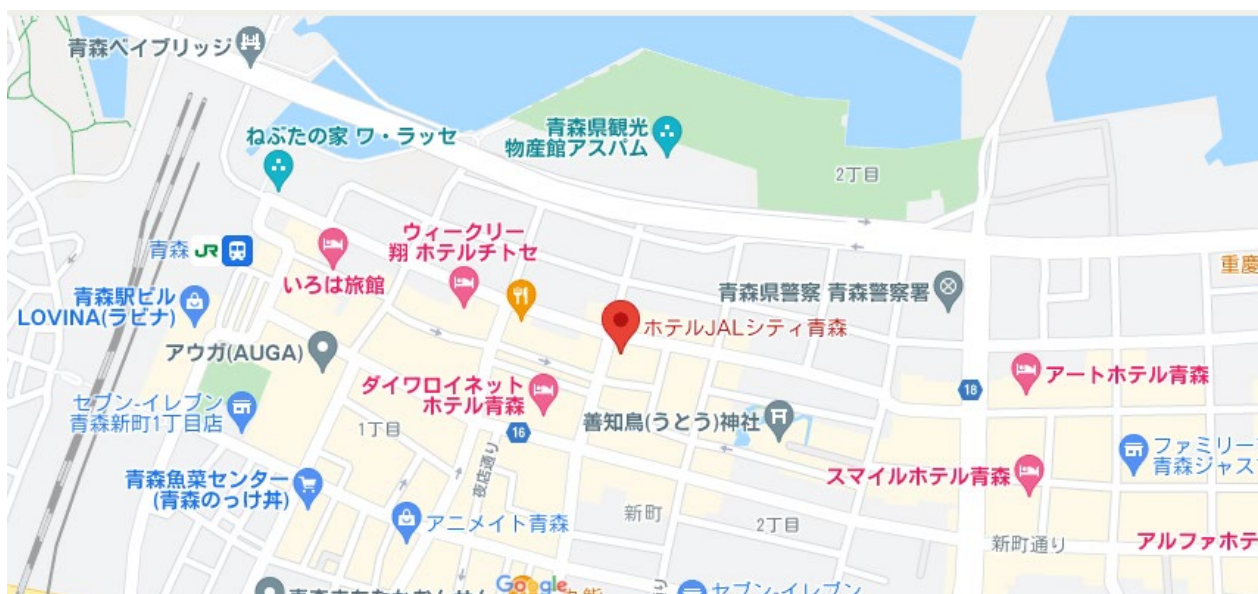 青森ベイブリッジ
ねぶたの家 ワ・ラッセ
青森県観光
物産館アスパム
2丁目
ウィークリー
翔 ホテルチトセ
青森 JR
いろは旅館
重慶
青森県警察 青森警察署
青森駅ビル
LOVINA(ラビナ)
ホテルJALシティ青森
アウガ(AUGA)
ダイワロイネット
ホテル青森
アートホテル青森
18
セブン-イレブン
青森新町1丁目店
1丁目
16
善知鳥(うとう)神社
夜店通り
ファミリー
青森ジャス
スマイルホテル青森
青森魚菜センター
(青森のっけ丼)
アニメイト青森
新町
2丁目
新町通り
アルファホテ
Google
セブン-イレブン